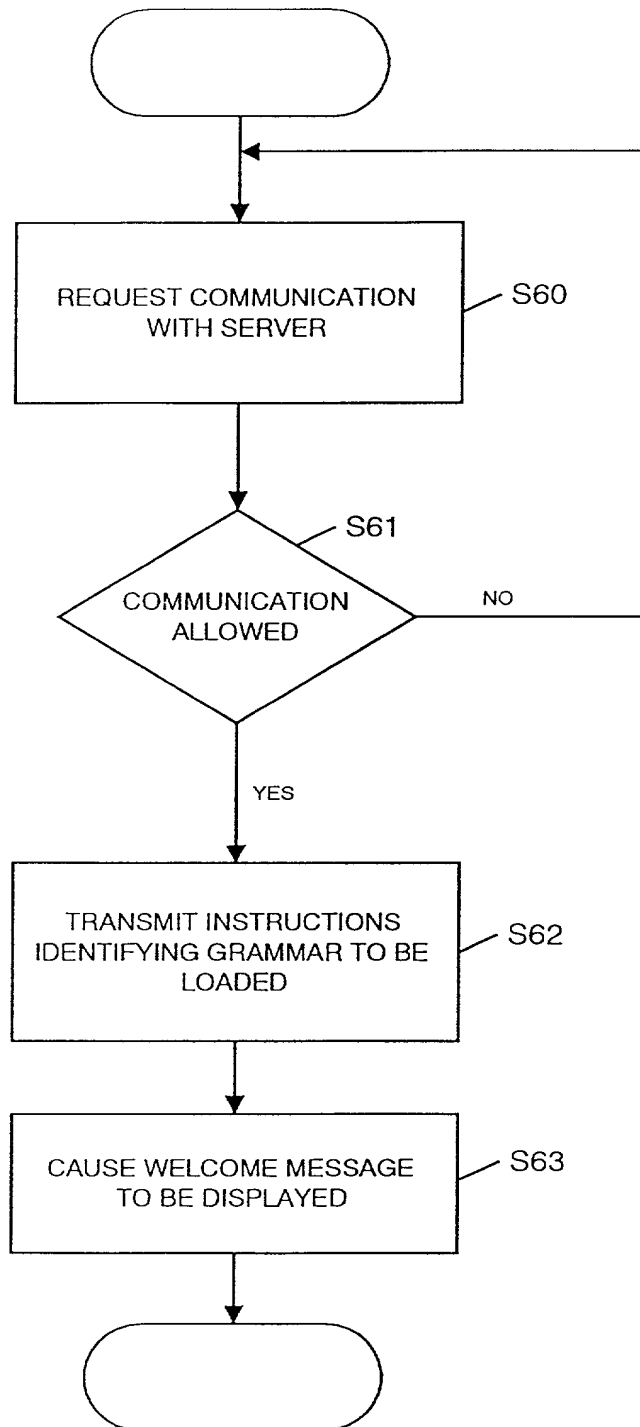 REQUEST COMMUNICATION
WITH SERVER
S60
S61
COMMUNICATION
ALLOWED
NO
YES
TRANSMIT INSTRUCTIONS
IDENTIFYING GRAMMAR TO BE
LOADED
S62
CAUSE WELCOME MESSAGE
TO BE DISPLAYED
S63